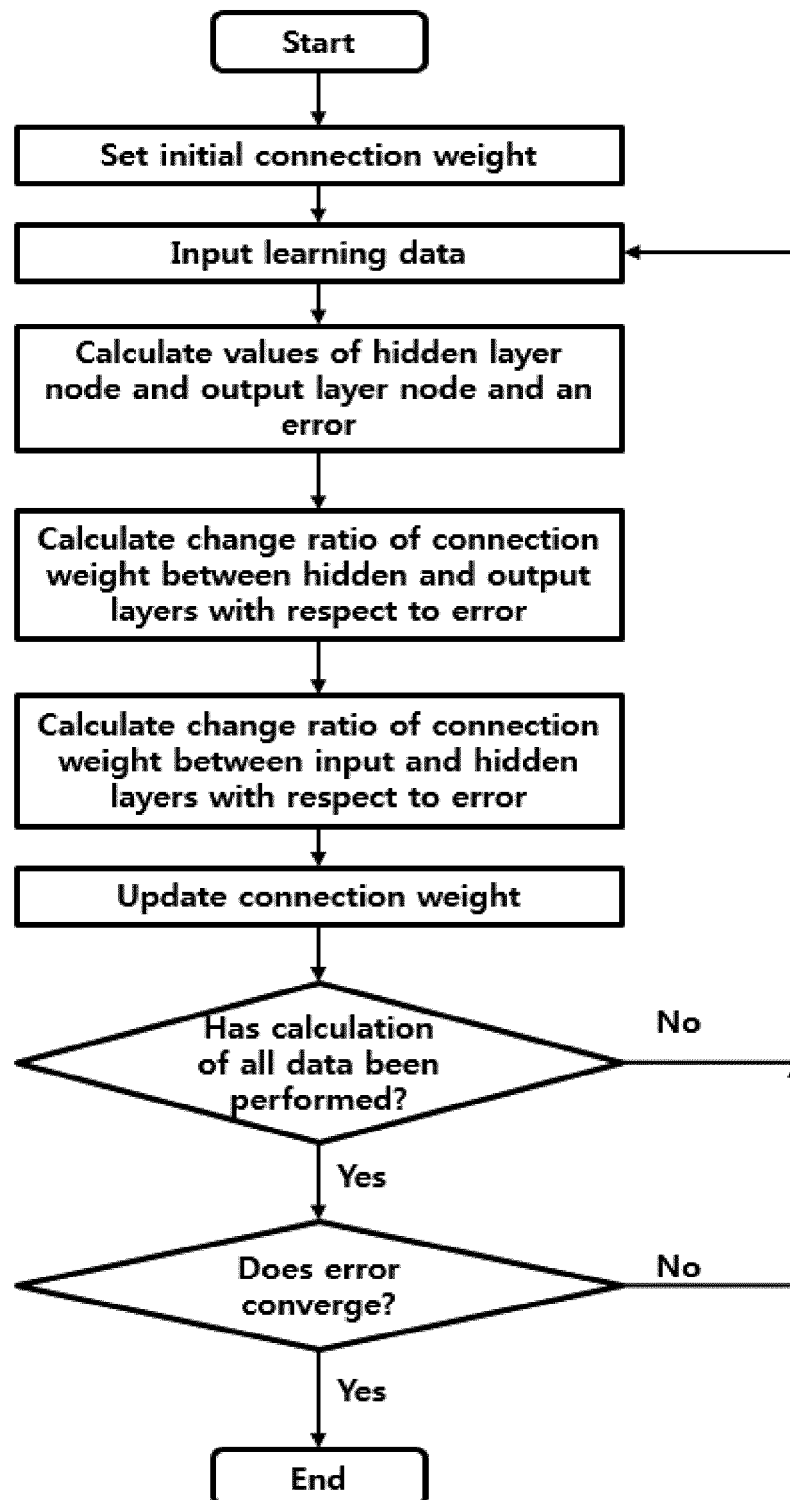 Start
Set initial connection weight
Input learning data
Calculate values of hidden layer
node and output layer node and an
error
Calculate change ratio of connection
weight between hidden and output
layers with respect to error
Calculate change ratio of connection
weight between input and hidden
layers with respect to error
Update connection weight
Has calculation
of all data been
performed?
No
Yes
Does error
converge?
No
Yes
End